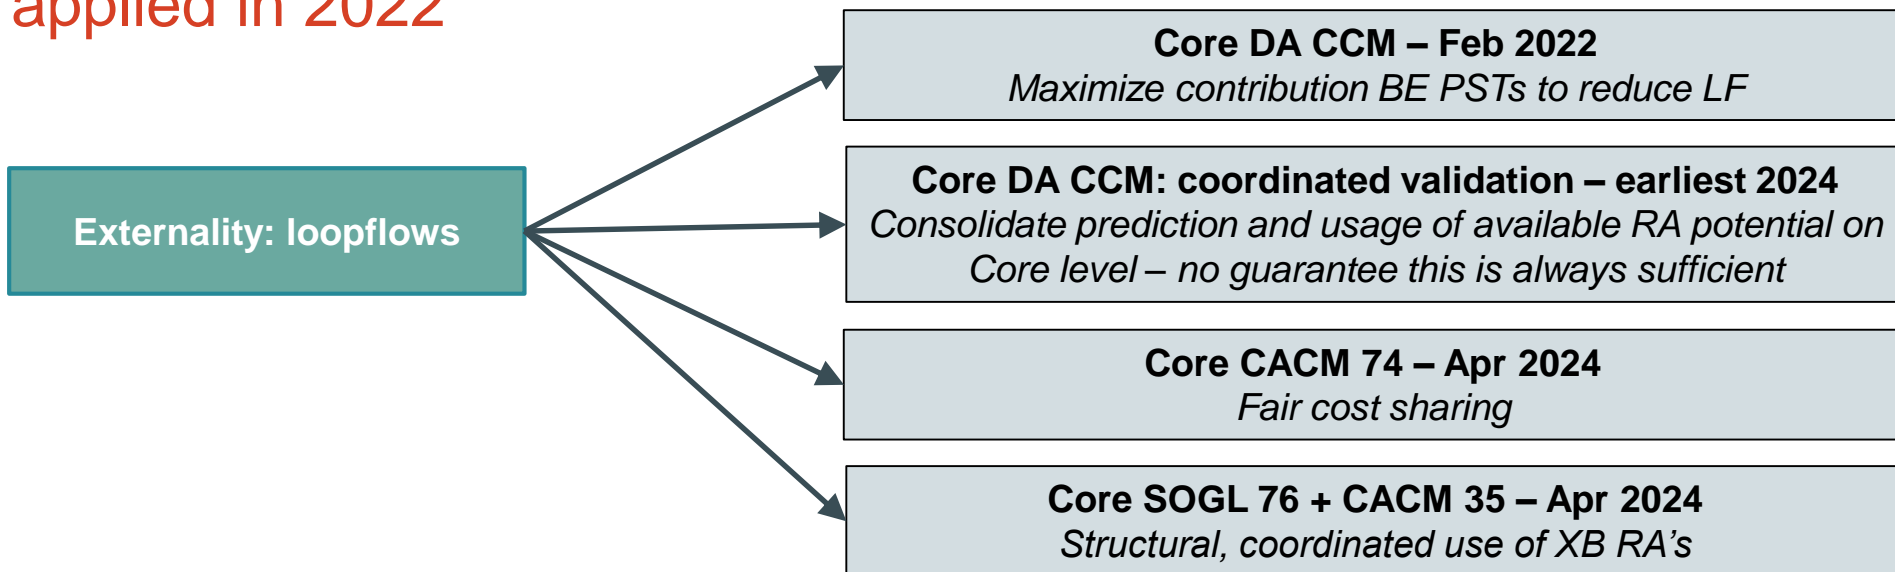 applied in 2022
Core DA CCM – Feb 2022
Maximize contribution BE PSTs to reduce LF
Externality: loopflows
Core DA CCM: coordinated validation – earliest 2024
Consolidate prediction and usage of available RA potential on
Core level – no guarantee this is always sufficient
Core CACM 74 – Apr 2024
Fair cost sharing
Core SOGL 76 + CACM 35 – Apr 2024
Structural, coordinated use of XB RA’s